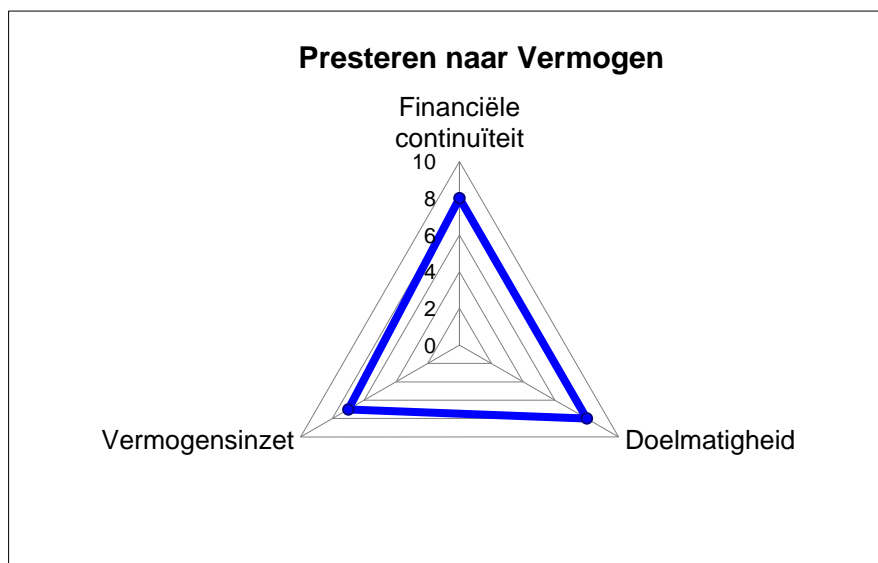 Presteren naar Vermogen
Financiële
continuïteit
10
8
6
4
2
0
Vermogensinzet
Doelmatigheid